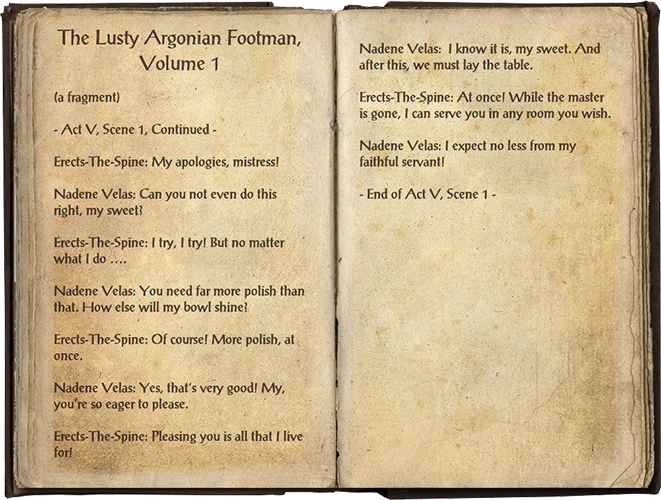 The Lusty Argonian Footman,
Volume 1
(a fragment)
- Act V, Scene 1, Continued -
Erects-The-Spine: My apologies, mistress!
Nadene Velas: Can you not even do this
right, my sweet?
Erects-The-Spine: I try, I try! But no matter
what I do ....
Nadene Velas: You need far more polish than
that. How else will my bowl shine?
Erects-The-Spine: Of course! More polish, at
once.
Nadene Velas: Yes, that's very good! My,
you're so eager to please.
Erects-The-Spine: Pleasing you is all that I live
for!
Nadene Velas:  I know it is, my sweet. And
after this, we must lay the table.
Erects-The-Spine: At once! While the master
is gone, I can serve you in any room you wish.
Nadene Velas: I expect no less from my
faithful servant!
- End of Act V, Scene 1 -